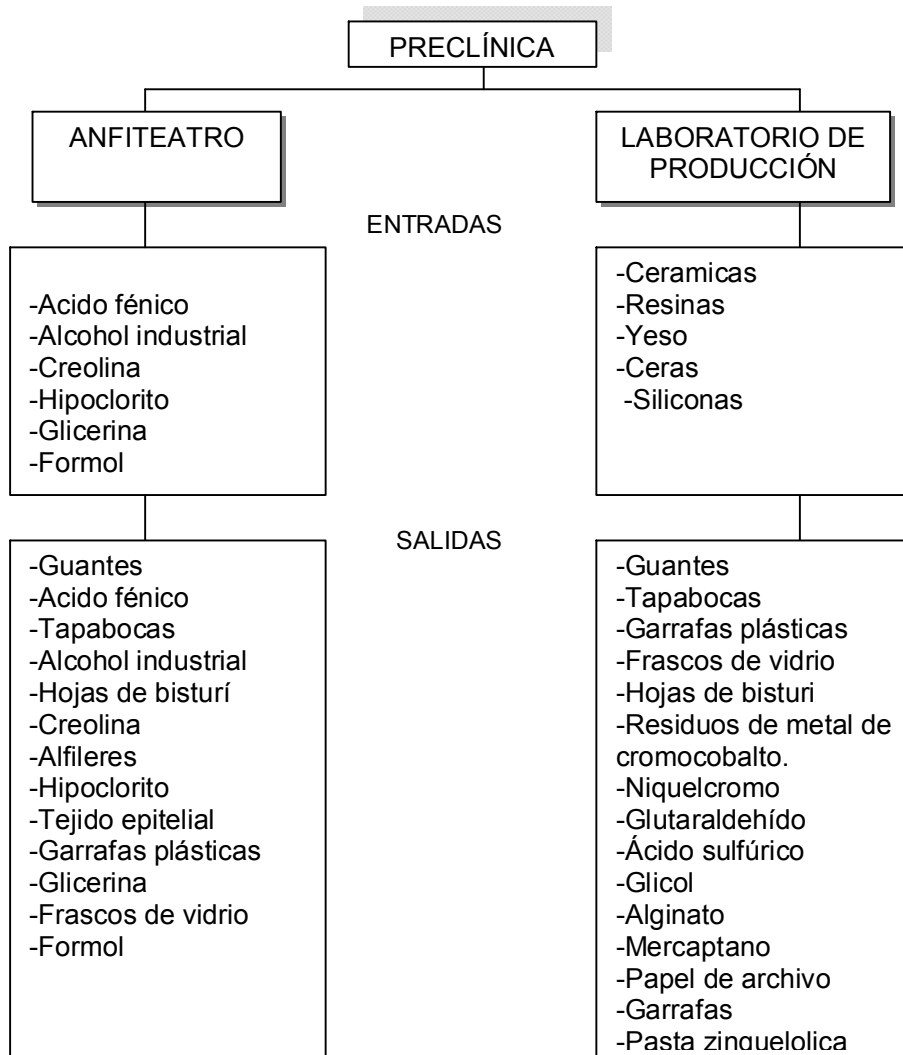 PRECLÍNICA
ANFITEATRO
LABORATORIO DE
PRODUCCIÓN
ENTRADAS
-Acido fénico
-Alcohol industrial
-Creolina
-Hipoclorito
-Glicerina
-Formol
-Ceramicas
-Resinas
-Yeso
-Ceras
-Siliconas
SALIDAS
-Guantes
-Acido fénico
-Tapabocas
-Alcohol industrial
-Hojas de bisturí
-Creolina
-Alfileres
-Hipoclorito
-Tejido epitelial
-Garrafas plásticas
-Glicerina
-Frascos de vidrio
-Formol
-Guantes
-Tapabocas
-Garrafas plásticas
-Frascos de vidrio
-Hojas de bisturi
-Residuos de metal de
cromocobalto.
-Niquelcromo
-Glutaraldehído
-Ácido sulfúrico
-Glicol
-Alginato
-Mercaptano
-Papel de archivo
-Garrafas
-Pasta zinquelolica